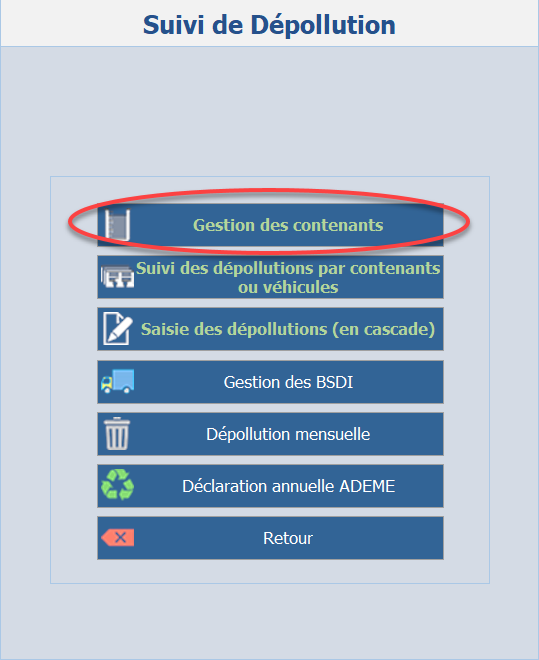 Suivi de Dépollution
Gestion des contenants
Suivi des dépollutions par contenants
ou véhicules
Saisie des dépollutions (en cascade)
Gestion des BSDI
Dépollution mensuelle
Déclaration annuelle ADEME
Retour